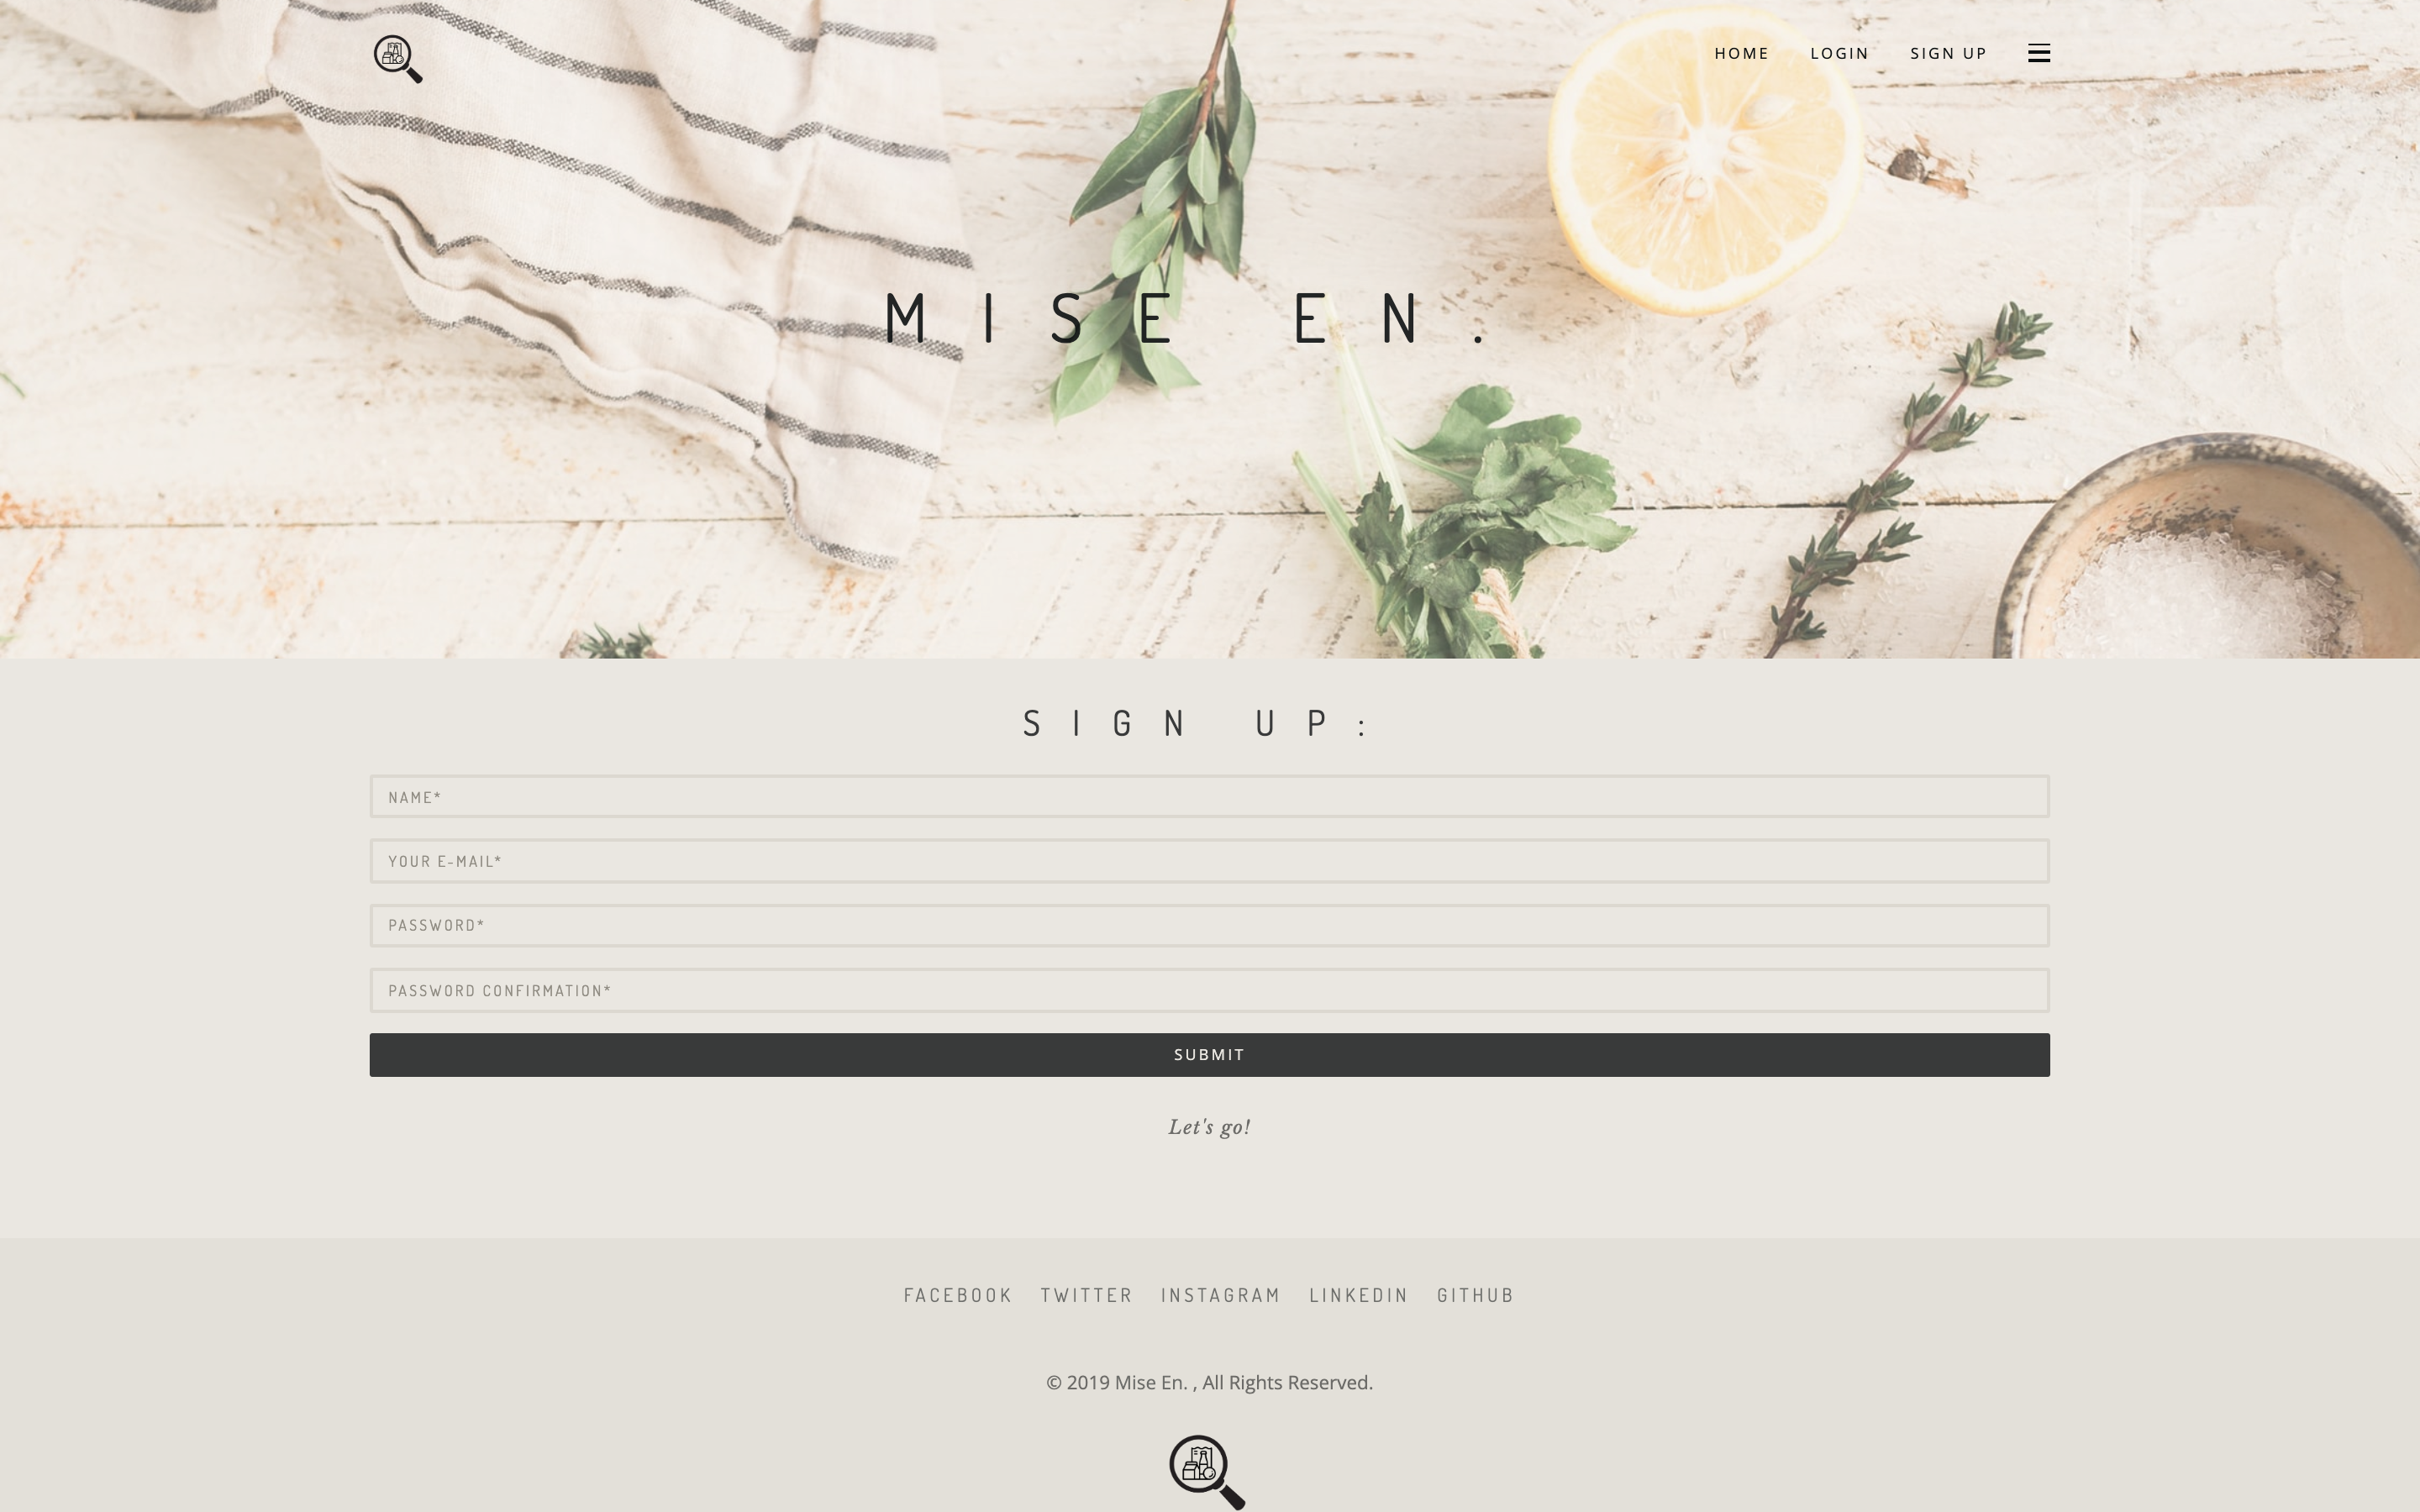 HOME LOGIN SIGN UP
MISE EN.
SIGN UP:
NAME*
YOUR E-MAIL*
PASSWORD*
PASSWORD CONFIRMATION*
SUBMIT
Let's go!
FACEBOOK TWITTER INSTAGRAM LINKEDIN GITHUB
© 2019 Mise En. , All Rights Reserved.